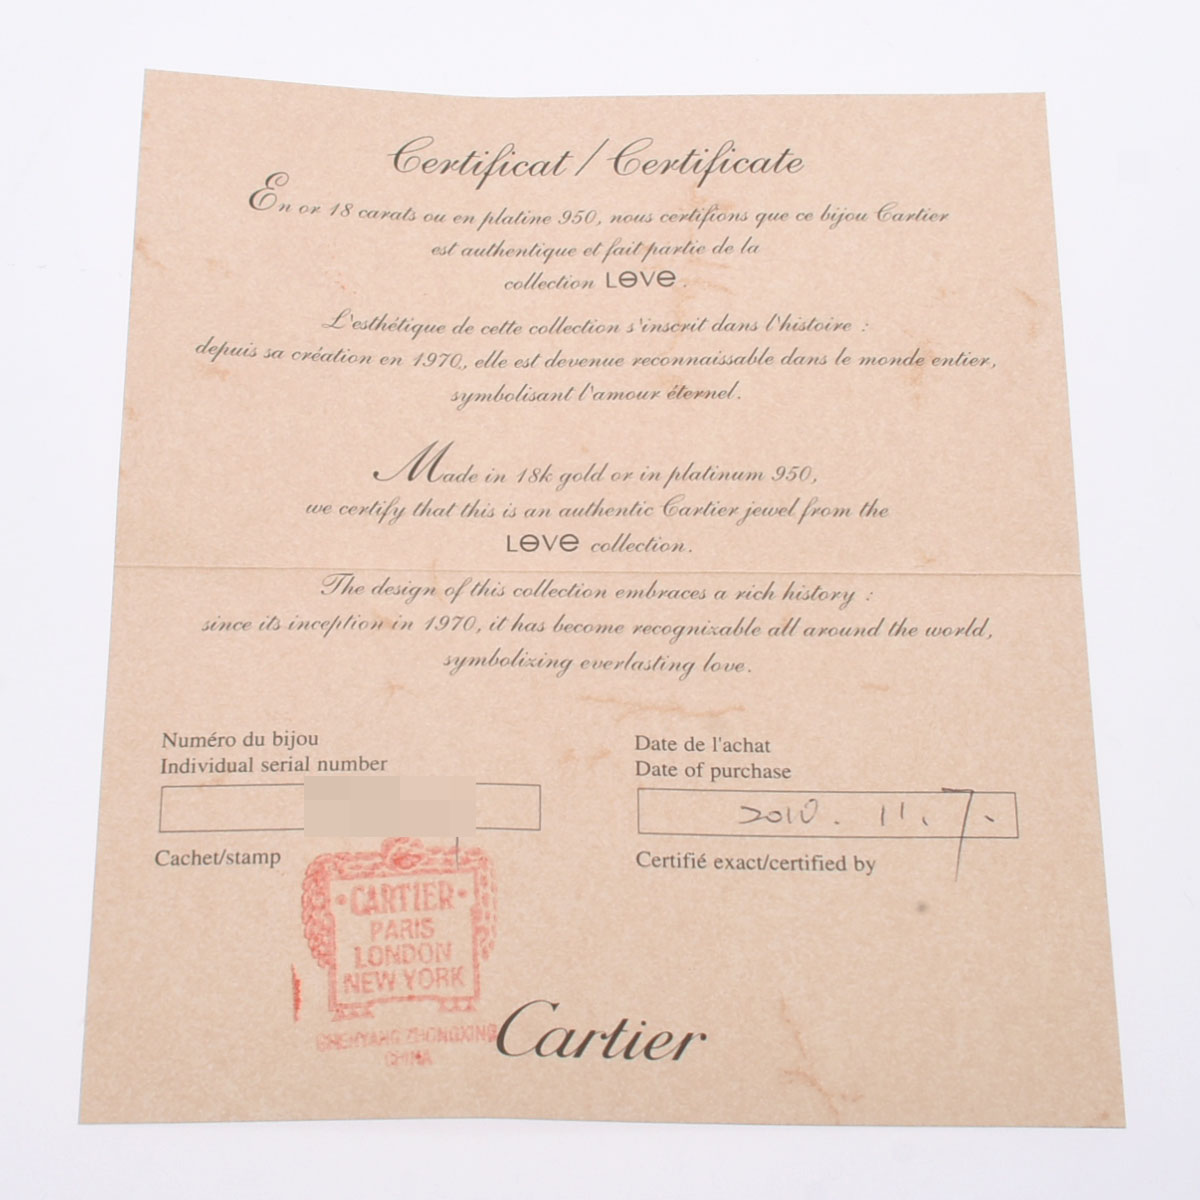 Certificat / Certificate
En or 18 carats ou en platine 950, nous certifions que ce bijou Cartier
est authentique et fait partie de la
collection LOVE.
L'esthétique de cette collection s'inscrit dans l'histoire :
depuis sa création en 1970, elle est devenue reconnaissable dans le monde entier,
symbolisant l'amour éternel.
Made in 18k gold or in platinum 950,
we certify that this is an authentic Cartier jewel from the
LOVE collection.
The design of this collection embraces a rich history :
since its inception in 1970, it has become recognizable all around the world,
symbolizing everlasting love.
Numéro du bijou
Individual serial number
Date de l'achat
Date of purchase
2010. 11. 7.
Cachet/stamp
Certifié exact/certified by
·CARTIER·
PARIS
LONDON
NEW YORK
SHENYANG ZHONGXING
CHINA
Cartier